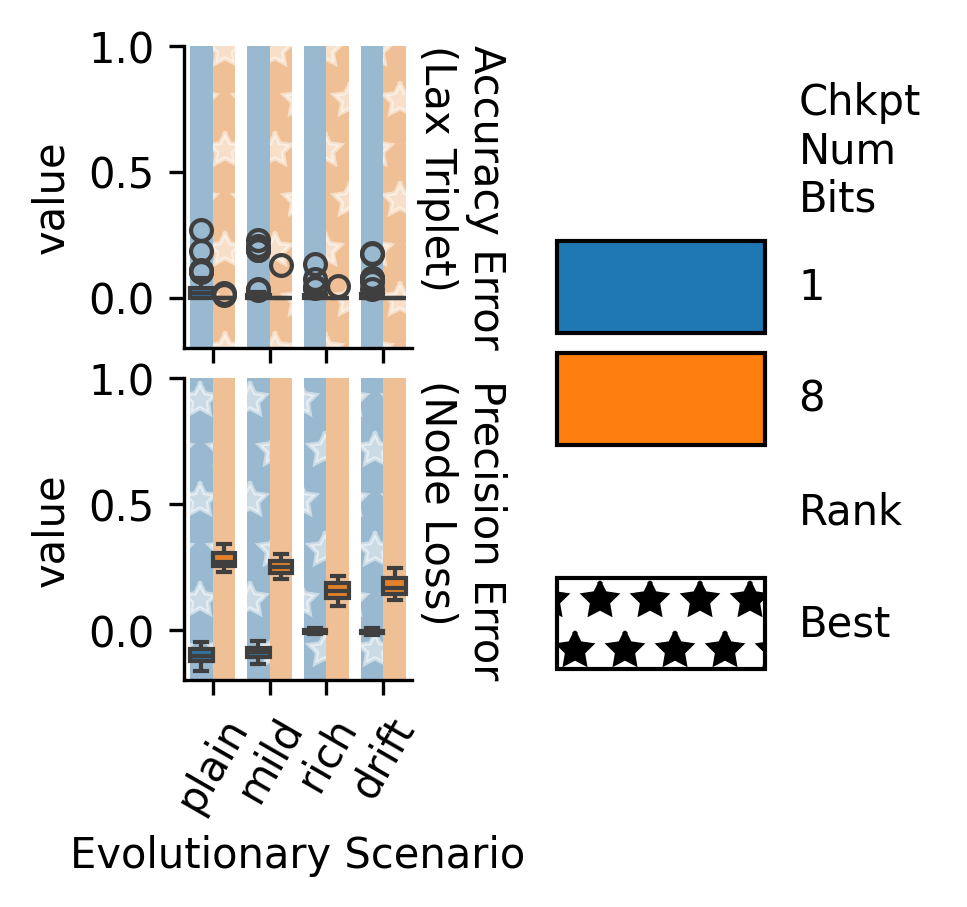 1.0
0.5
0.0
value
Accuracy Error
(Lax Triplet)
1.0
0.5
0.0
value
Precision Error
(Node Loss)
plain
mild
rich
drift
Evolutionary Scenario
Chkpt
Num
Bits
1
8
Rank
Best